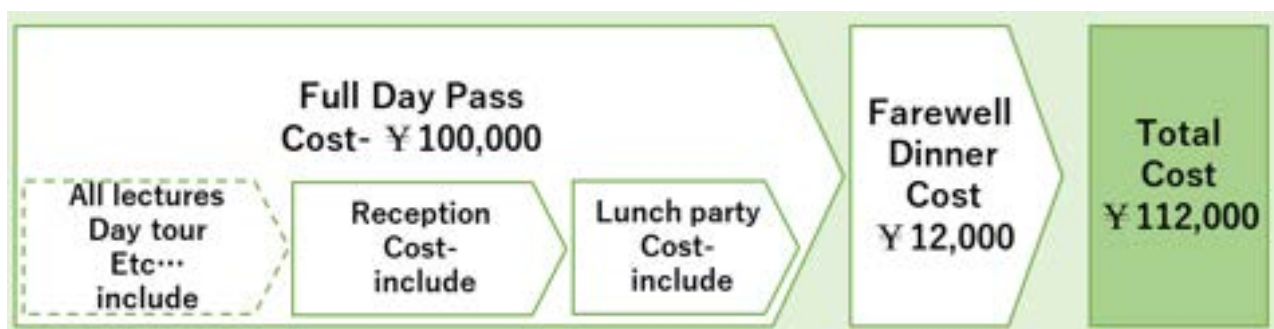 Full Day Pass
Cost- ¥100,000
All lectures
Day tour
Etc…
include
Reception
Cost-
include
Lunch party
Cost-
include
Farewell
Dinner
Cost
¥12,000
Total
Cost
¥112,000